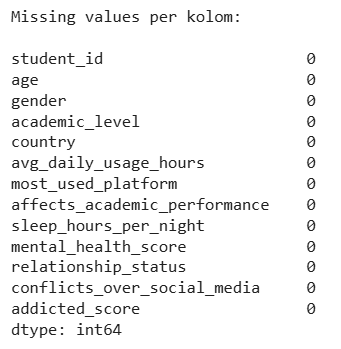 Missing values per kolom:

student_id                      0
age                             0
gender                          0
academic_level                  0
country                         0
avg_daily_usage_hours           0
most_used_platform              0
affects_academic_performance    0
sleep_hours_per_night           0
mental_health_score             0
relationship_status             0
conflicts_over_social_media     0
addicted_score                  0
dtype: int64